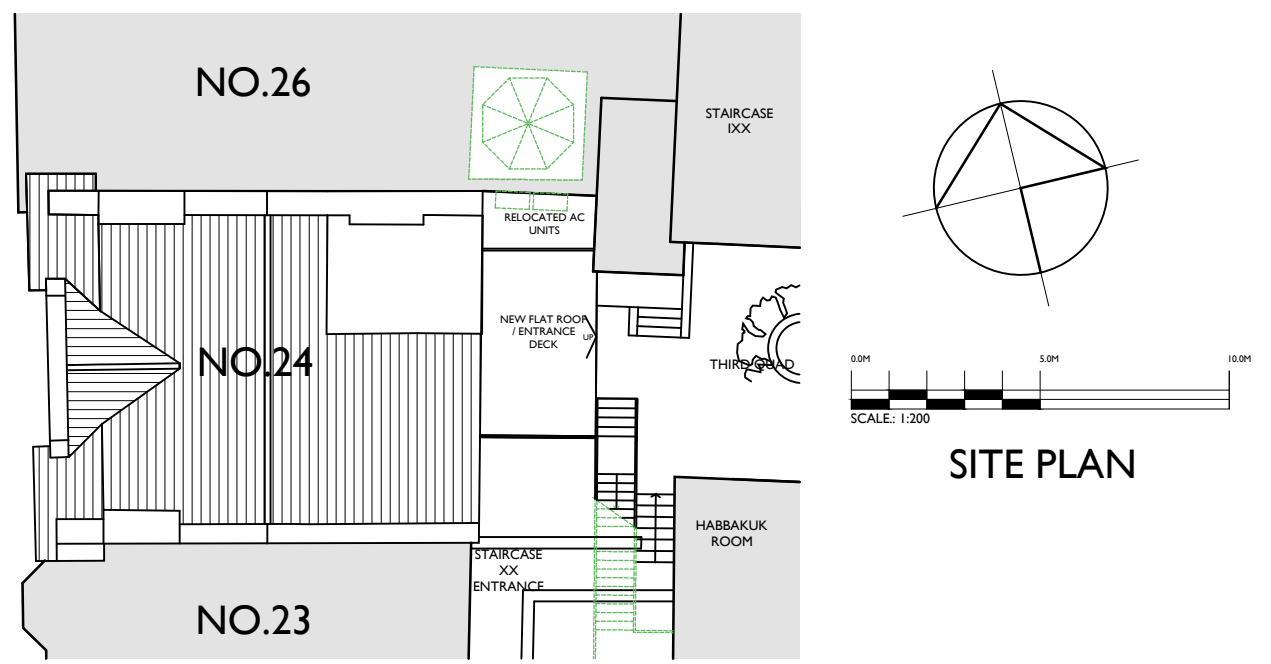 NO.26
STAIRCASE
IXX
RELOCATED AC
UNITS
NEW FLAT ROOF
/ ENTRANCE
DECK
UP
NO.24
THIRD QUAD
HABBAKUK
ROOM
STAIRCASE
XX
ENTRANCE
NO.23
0.0M
5.0M
10.0M
SCALE.: 1:200
SITE PLAN